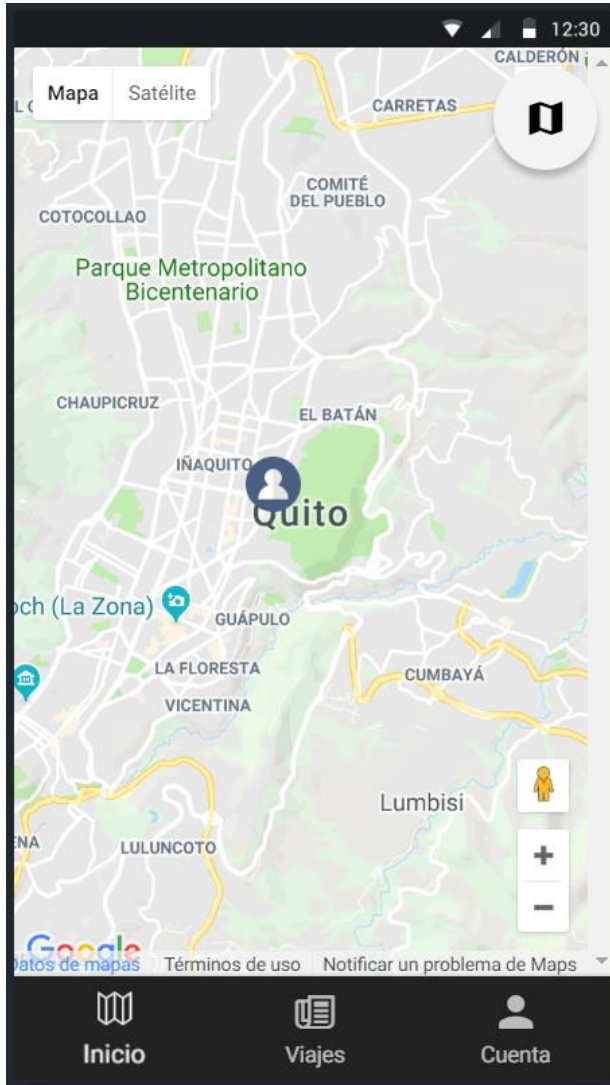 12:30
CALDERÓN
Mapa
Satélite
CARRETAS
COMITÉ
DEL PUEBLO
COTOCOLLAO
Parque Metropolitano
Bicentenario
CHAUPICRUZ
EL BATÁN
IÑAQUITO
Quito
och (La Zona)
GUÁPULO
LA FLORESTA
CUMBAYÁ
VICENTINA
Lumbisi
ENA
LULUNCOTO
+
−
Google
Datos de mapas
Términos de uso
Notificar un problema de Maps
Inicio
Viajes
Cuenta